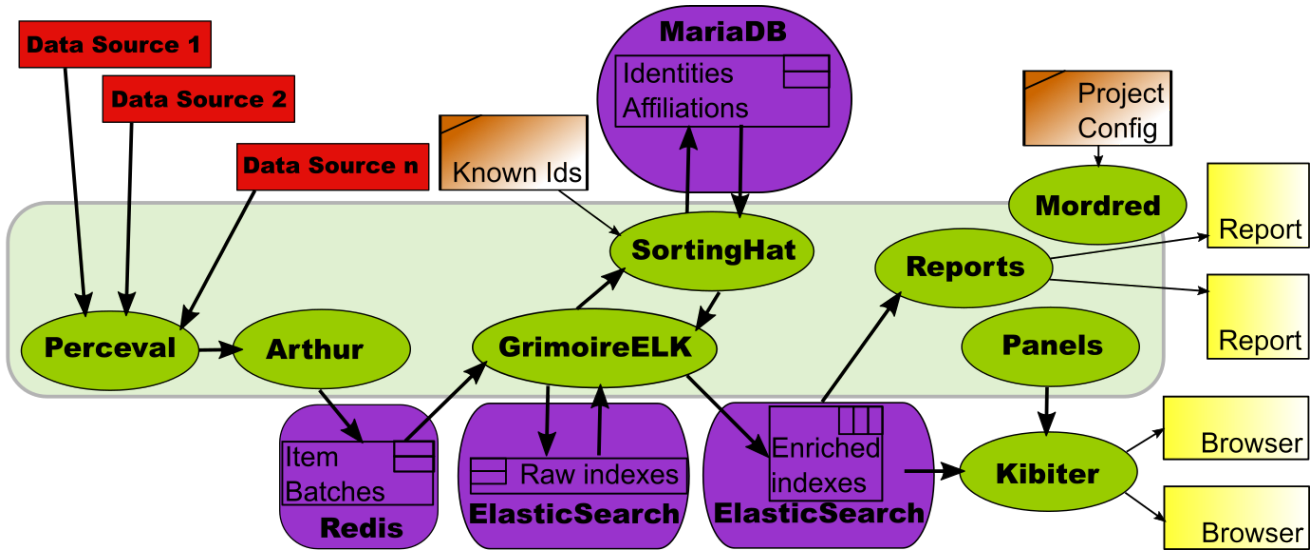 Data Source 1
Data Source 2
Data Source n
Known Ids
MariaDB
Identities
Affiliations
Project
Config
Mordred
Report
SortingHat
Reports
Report
Perceval
Arthur
GrimoireELK
Panels
Item
Batches
Redis
Raw indexes
ElasticSearch
Enriched
indexes
ElasticSearch
Kibiter
Browser
Browser